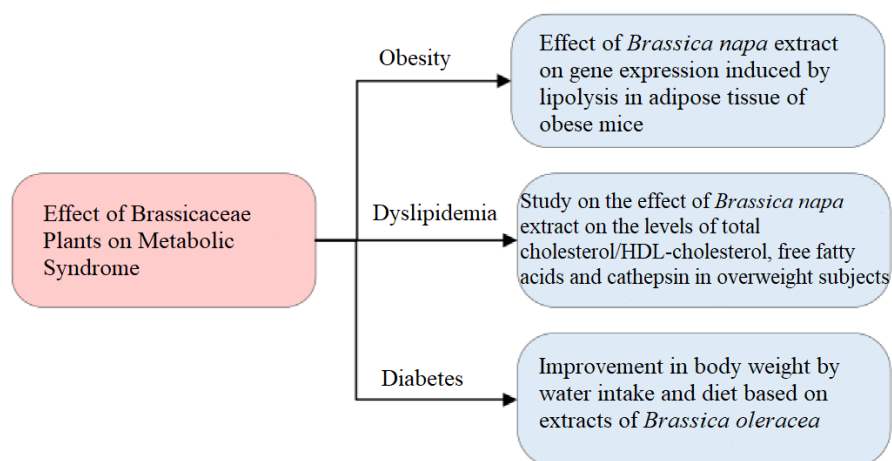 Obesity
Effect of Brassica napa extract
on gene expression induced by
lipolysis in adipose tissue of
obese mice
Effect of Brassicaceae
Plants on Metabolic
Syndrome
Dyslipidemia
Study on the effect of Brassica napa
extract on the levels of total
cholesterol/HDL-cholesterol, free fatty
acids and cathepsin in overweight subjects
Diabetes
Improvement in body weight by
water intake and diet based on
extracts of Brassica oleracea